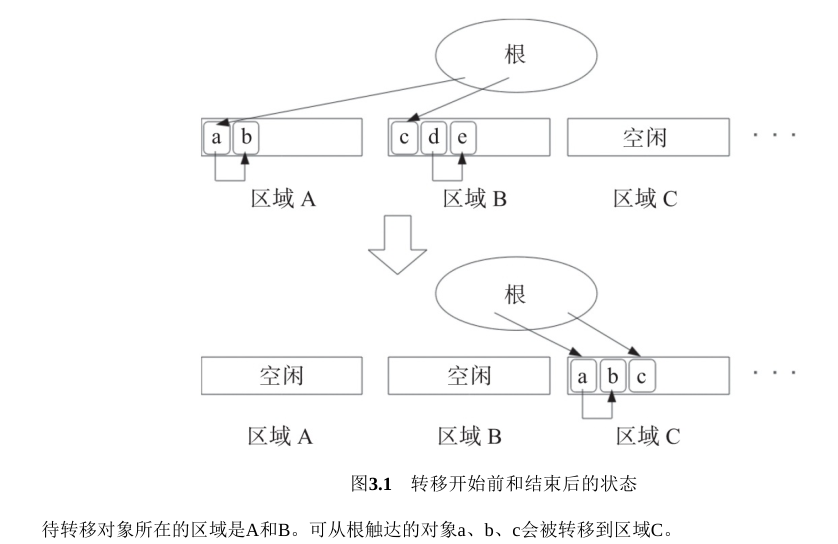 根
a b c d e 空闲 · · ·
区域 A 区域 B 区域 C
根
空闲 空闲 a b c · · ·
区域 A 区域 B 区域 C
图3.1 转移开始前和结束后的状态
待转移对象所在的区域是A和B。可从根触达的对象a、b、c会被转移到区域C。